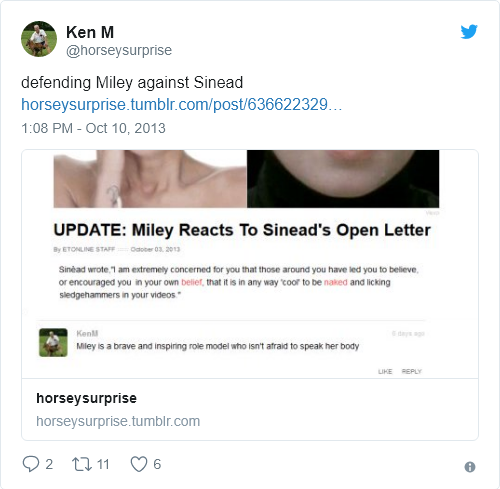 Ken M
@horseysurprise
defending Miley against Sinead
horseysurprise.tumblr.com/post/636622329…
1:08 PM - Oct 10, 2013
UPDATE: Miley Reacts To Sinead's Open Letter
By ETONLINE STAFF October 03, 2013
Sinéad wrote,"I am extremely concerned for you that those around you have led you to believe,
or encouraged you in your own belief, that it is in any way 'cool' to be naked and licking
sledgehammers in your videos."
KenM
6 days ago
Miley is a brave and inspiring role model who isn't afraid to speak her body
LIKE REPLY
horseysurprise
horseysurprise.tumblr.com
2 11 6